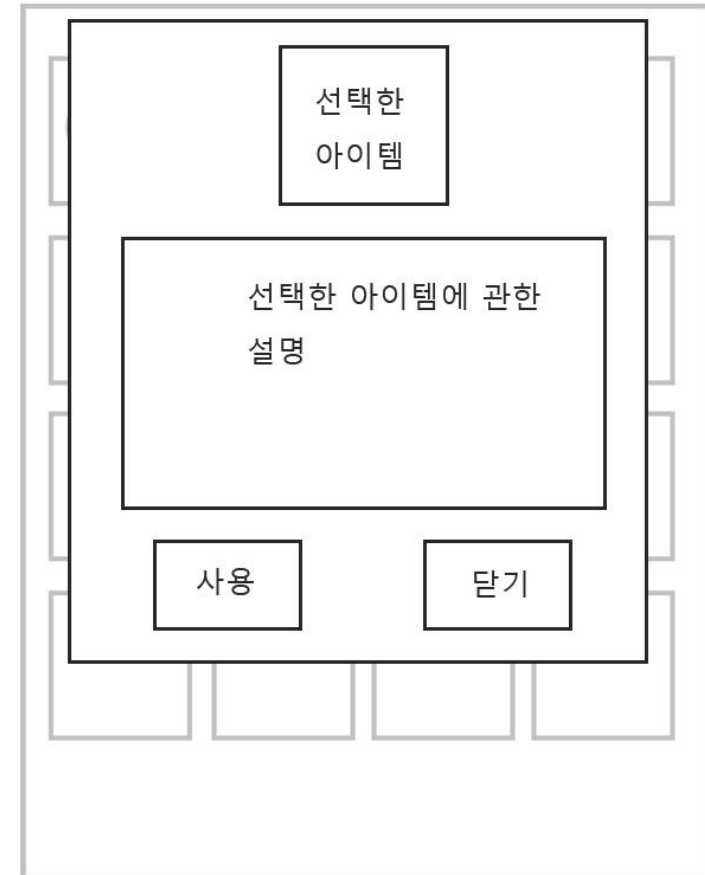 선택한
아이템
선택한 아이템에 관한
설명
사용
닫기